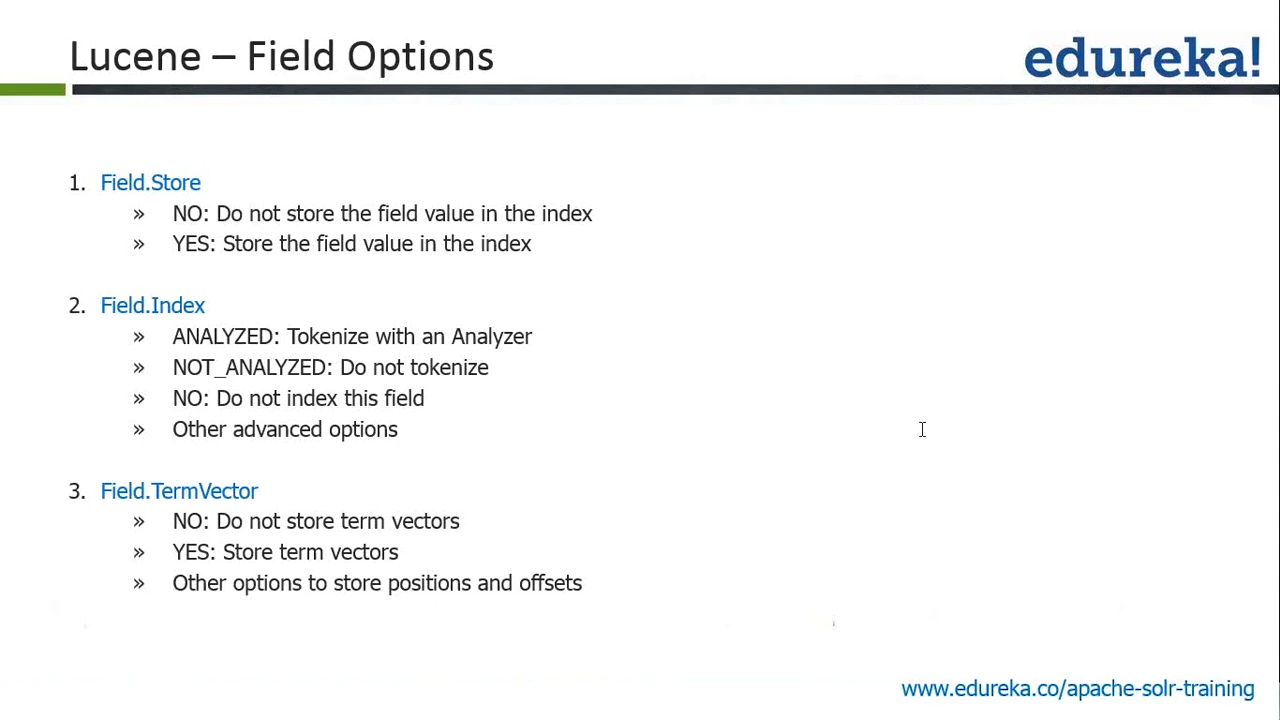 Lucene – Field Options
edureka!
1. Field.Store
» NO: Do not store the field value in the index
» YES: Store the field value in the index
2. Field.Index
» ANALYZED: Tokenize with an Analyzer
» NOT_ANALYZED: Do not tokenize
» NO: Do not index this field
» Other advanced options
3. Field.TermVector
» NO: Do not store term vectors
» YES: Store term vectors
» Other options to store positions and offsets
www.edureka.co/apache-solr-training